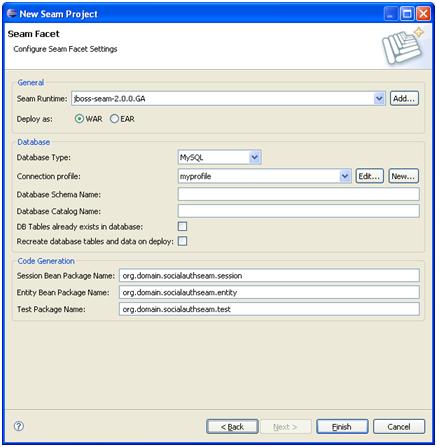 New Seam Project
Seam Facet
Configure Seam Facet Settings
General
Seam Runtime: jboss-seam-2.0.0.GA Add...
Deploy as: WAR EAR
Database
Database Type: MySQL
Connection profile: myprofile Edit... New...
Database Schema Name:
Database Catalog Name:
DB Tables already exists in database:
Recreate database tables and data on deploy:
Code Generation
Session Bean Package Name: org.domain.socialauthseam.session
Entity Bean Package Name: org.domain.socialauthseam.entity
Test Package Name: org.domain.socialauthseam.test
? < Back Next > Finish Cancel